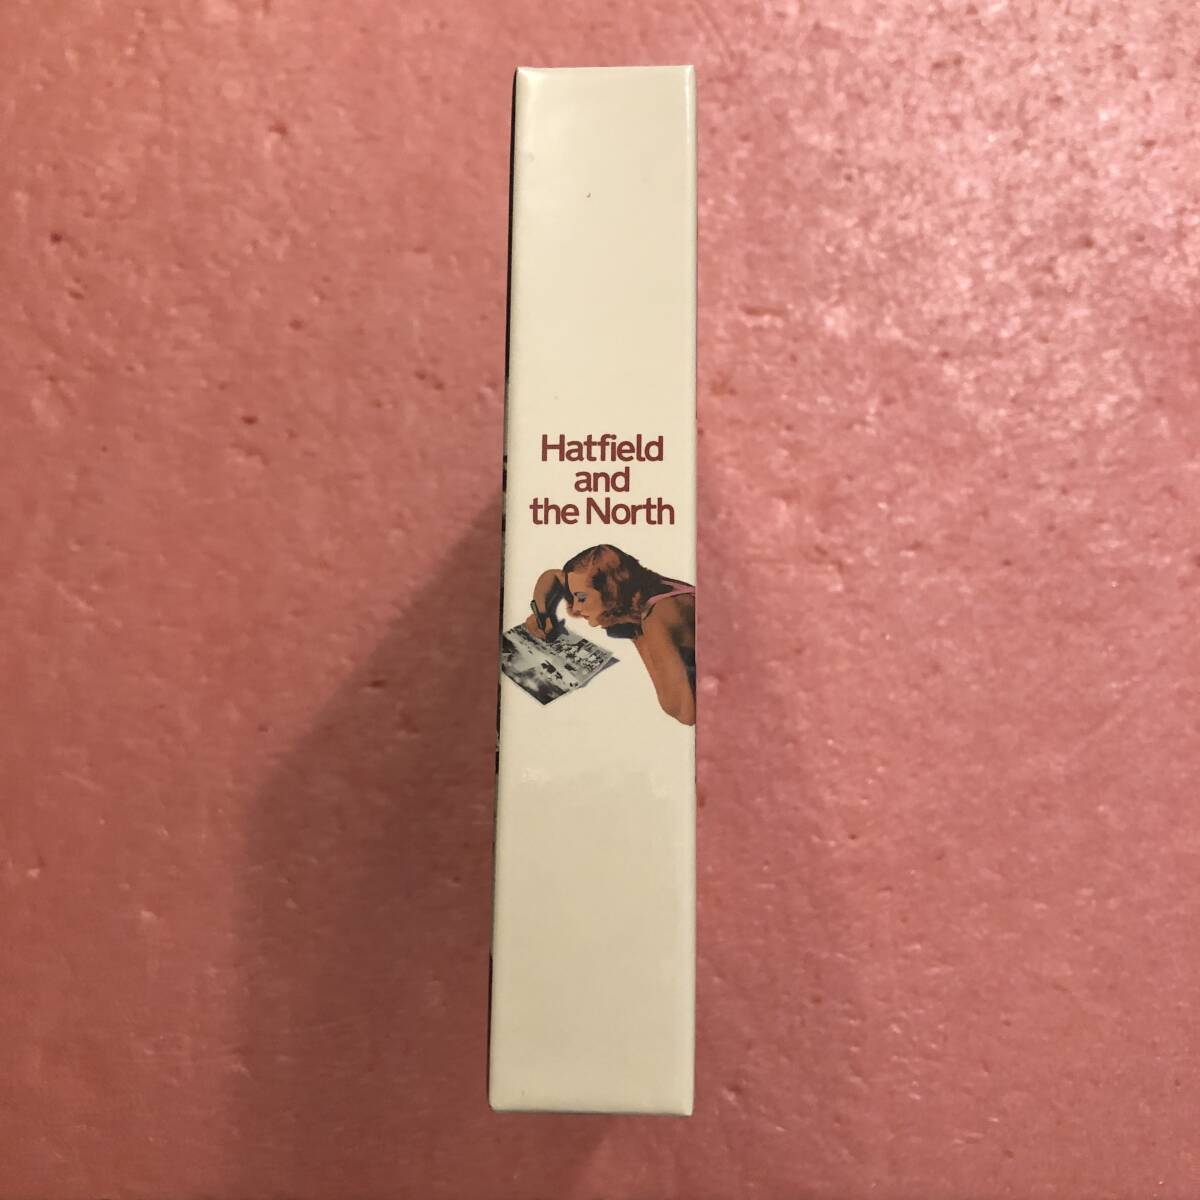 Hatfield
and
the North